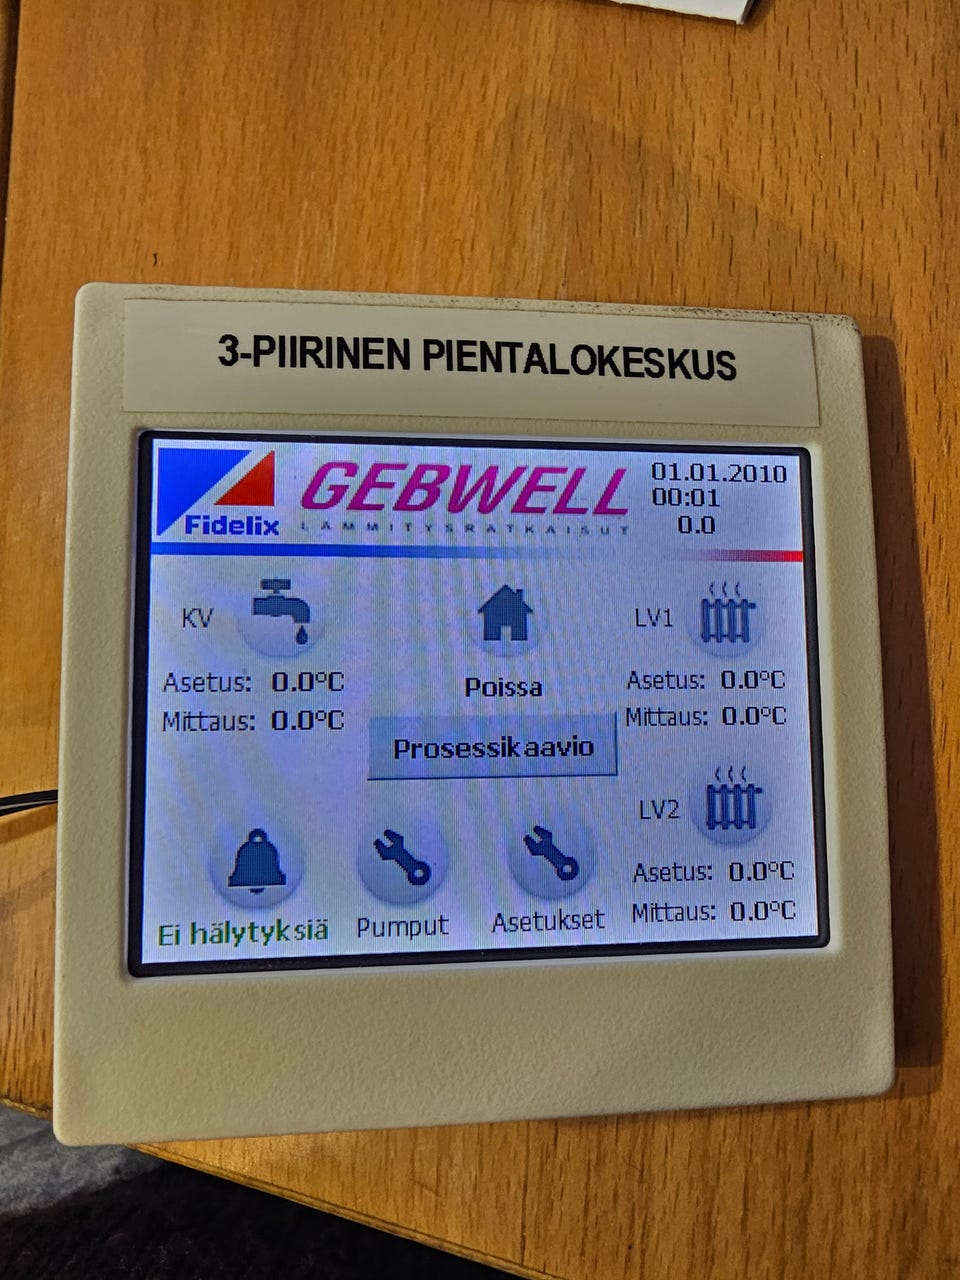 3-PIIRINEN PIENTALOKESKUS
Fidelix
GEBWELL
LÄMMITYSRATKAISUT
01.01.2010
00:01
0.0
KV
Asetus: 0.0°C
Mittaus: 0.0°C
Poissa
Prosessikaavio
LV1
Asetus: 0.0°C
Mittaus: 0.0°C
LV2
Asetus: 0.0°C
Mittaus: 0.0°C
Ei hälytyksiä
Pumput
Asetukset